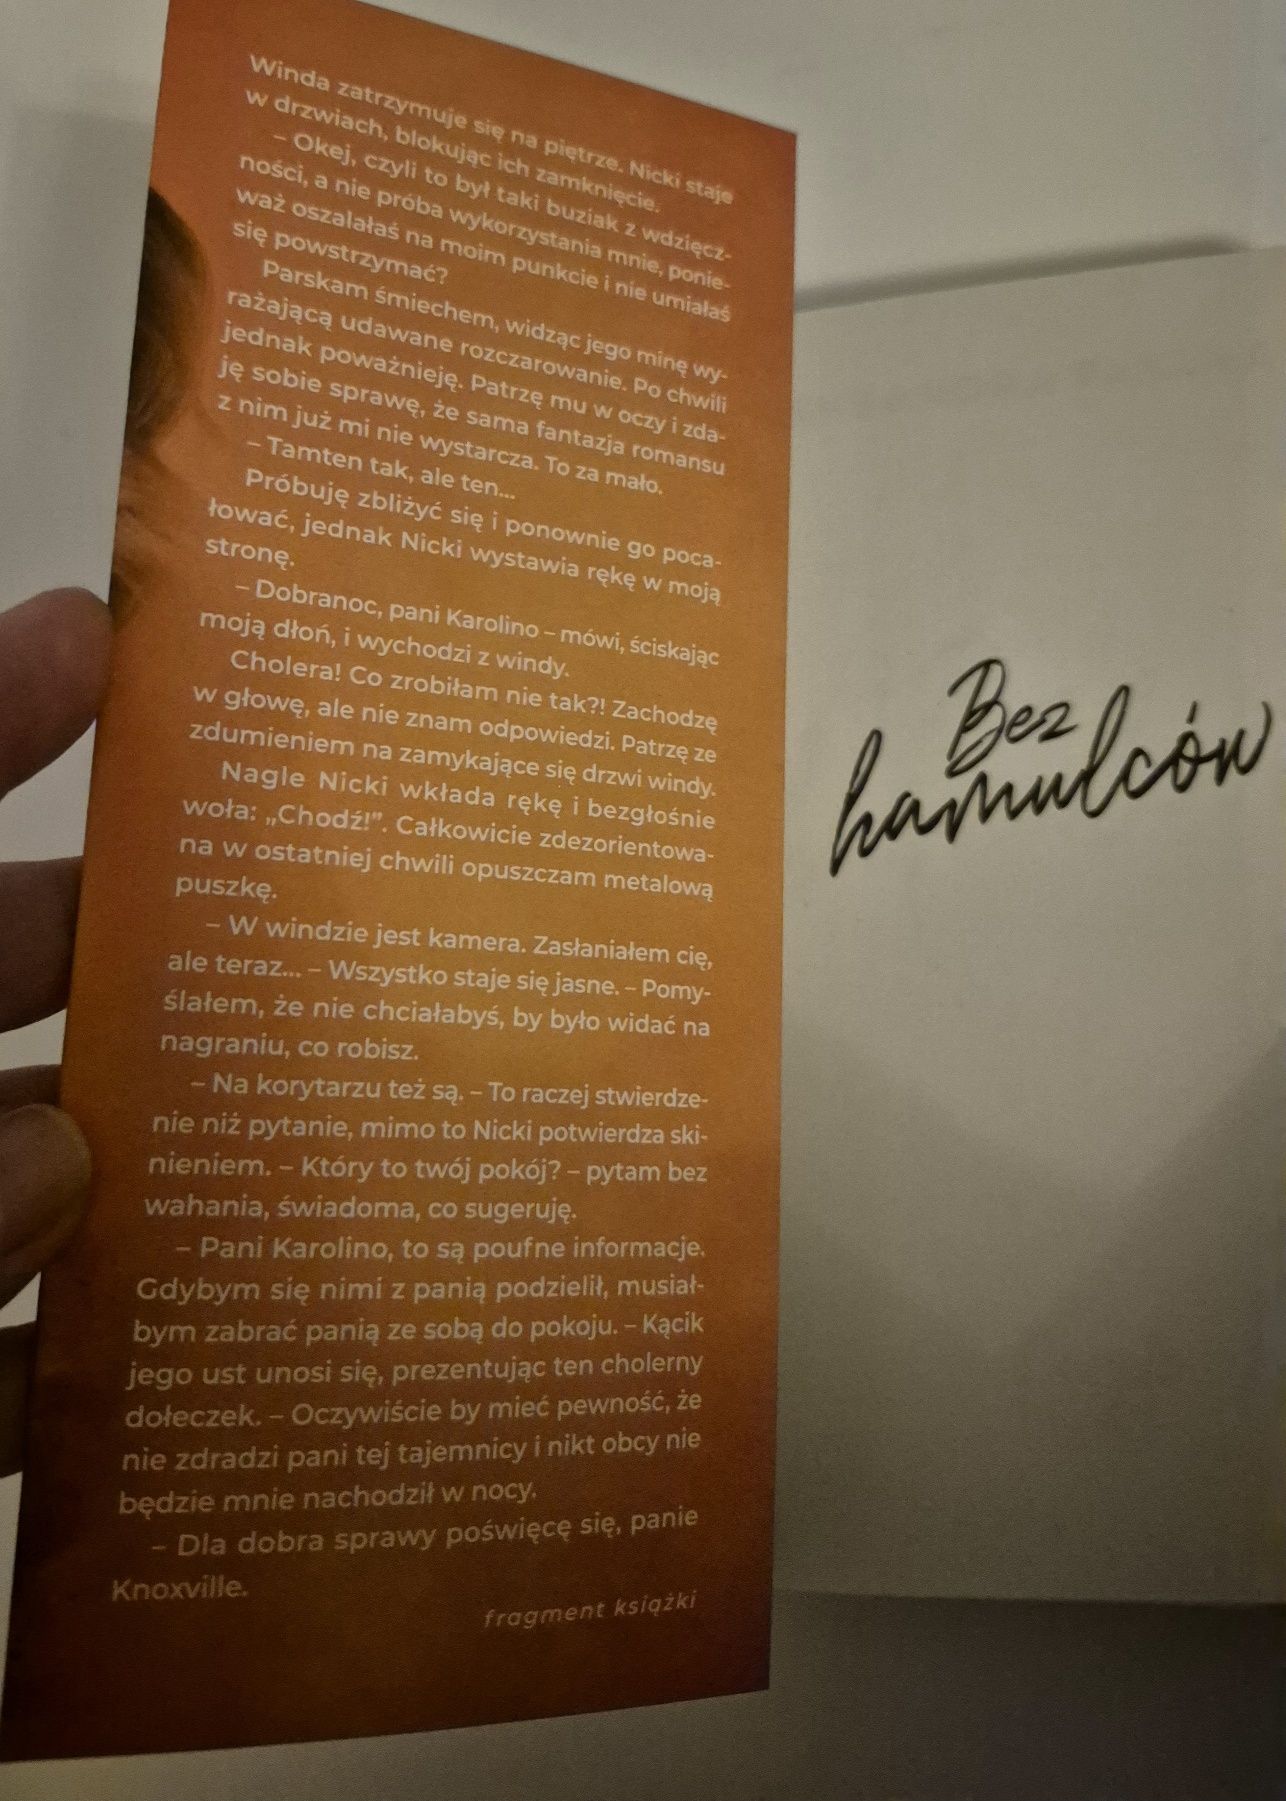 Winda zatrzymuje się na piętrze. Nicki staje
w drzwiach, blokując ich zamknięcie.
– Okej, czyli to był taki buziak z wdzięcz-
ności, a nie próba wykorzystania mnie, ponie-
waż oszalałaś na moim punkcie i nie umiałaś
się powstrzymać?
Parskam śmiechem, widząc jego minę wy-
rażającą udawane rozczarowanie. Po chwili
jednak poważnieję. Patrzę mu w oczy i zda-
ję sobie sprawę, że sama fantazja romansu
z nim już mi nie wystarcza. To za mało.
– Tamten tak, ale ten...
Próbuję zbliżyć się i ponownie go poca-
łować, jednak Nicki wystawia rękę w moją
stronę.
– Dobranoc, pani Karolino – mówi, ściskając
moją dłoń, i wychodzi z windy.
Cholera! Co zrobiłam nie tak?! Zachodzę
w głowę, ale nie znam odpowiedzi. Patrzę ze
zdumieniem na zamykające się drzwi windy.
Nagle Nicki wkłada rękę i bezgłośnie
woła: „Chodź!”. Całkowicie zdezorientowa-
na w ostatniej chwili opuszczam metalową
puszkę.
– W windzie jest kamera. Zasłaniałem cię,
ale teraz... – Wszystko staje się jasne. – Pomy-
ślałem, że nie chciałabyś, by było widać na
nagraniu, co robisz.
– Na korytarzu też są. – To raczej stwierdze-
nie niż pytanie, mimo to Nicki potwierdza ski-
nieniem. – Który to twój pokój? – pytam bez
wahania, świadoma, co sugeruję.
– Pani Karolino, to są poufne informacje.
Gdybym się nimi z panią podzielił, musiał-
bym zabrać panią ze sobą do pokoju. – Kącik
jego ust unosi się, prezentując ten cholerny
dołeczek. – Oczywiście by mieć pewność, że
nie zdradzi pani tej tajemnicy i nikt obcy nie
będzie mnie nachodził w nocy.
– Dla dobra sprawy poświęcę się, panie
Knoxville.
fragment książki
Bez
hamulców